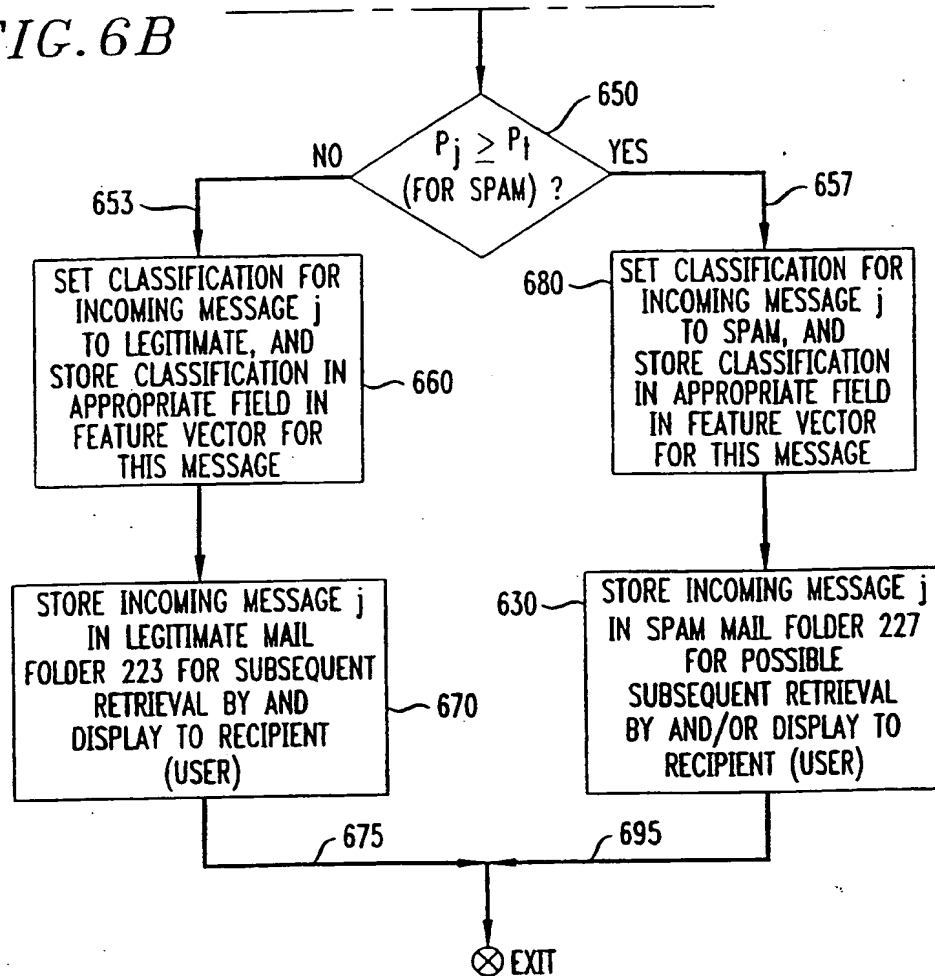 FIG. 6B
650
P_j ≥ P_t
(FOR SPAM) ?
NO
YES
653
657
SET CLASSIFICATION FOR
INCOMING MESSAGE j
TO LEGITIMATE, AND
STORE CLASSIFICATION IN
APPROPRIATE FIELD IN
FEATURE VECTOR FOR
THIS MESSAGE
660
680
SET CLASSIFICATION FOR
INCOMING MESSAGE j
TO SPAM, AND
STORE CLASSIFICATION
IN APPROPRIATE FIELD
IN FEATURE VECTOR
FOR THIS MESSAGE
STORE INCOMING MESSAGE j
IN LEGITIMATE MAIL
FOLDER 223 FOR SUBSEQUENT
RETRIEVAL BY AND
DISPLAY TO RECIPIENT
(USER)
670
630
STORE INCOMING MESSAGE j
IN SPAM MAIL FOLDER 227
FOR POSSIBLE
SUBSEQUENT RETRIEVAL
BY AND/OR DISPLAY TO
RECIPIENT (USER)
675
695
EXIT